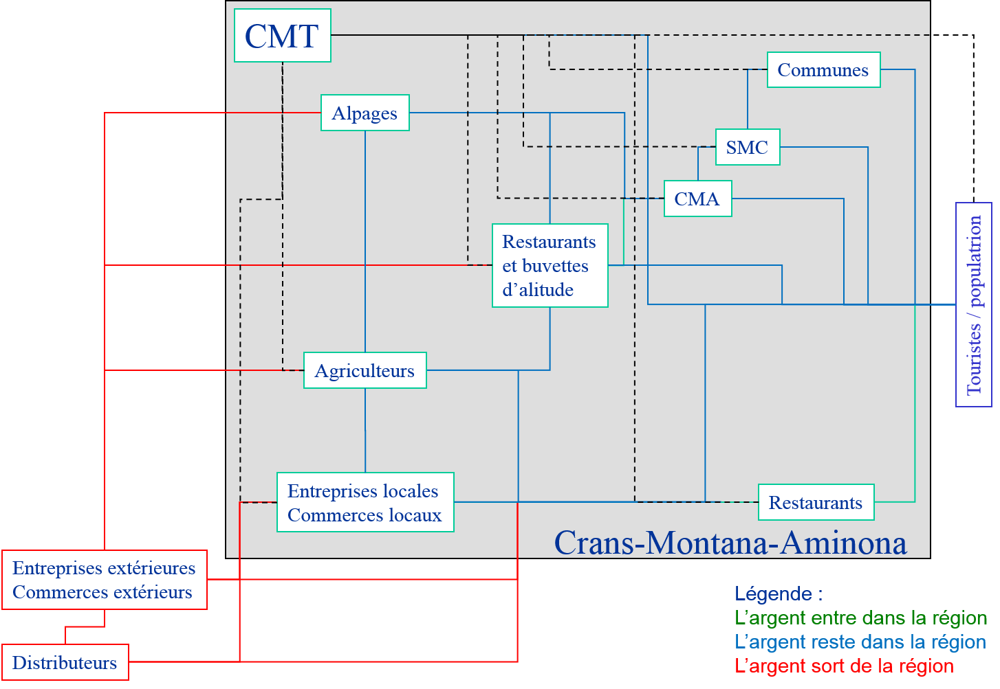 CMT
Communes
Alpages
SMC
CMA
Restaurants
et buvettes
d’alitude
Touristes / populatrion
Agriculteurs
Entreprises locales
Commerces locaux
Restaurants
Crans-Montana-Aminona
Entreprises extérieures
Commerces extérieurs
Distributeurs
Légende :
L’argent entre dans la région
L’argent reste dans la région
L’argent sort de la région